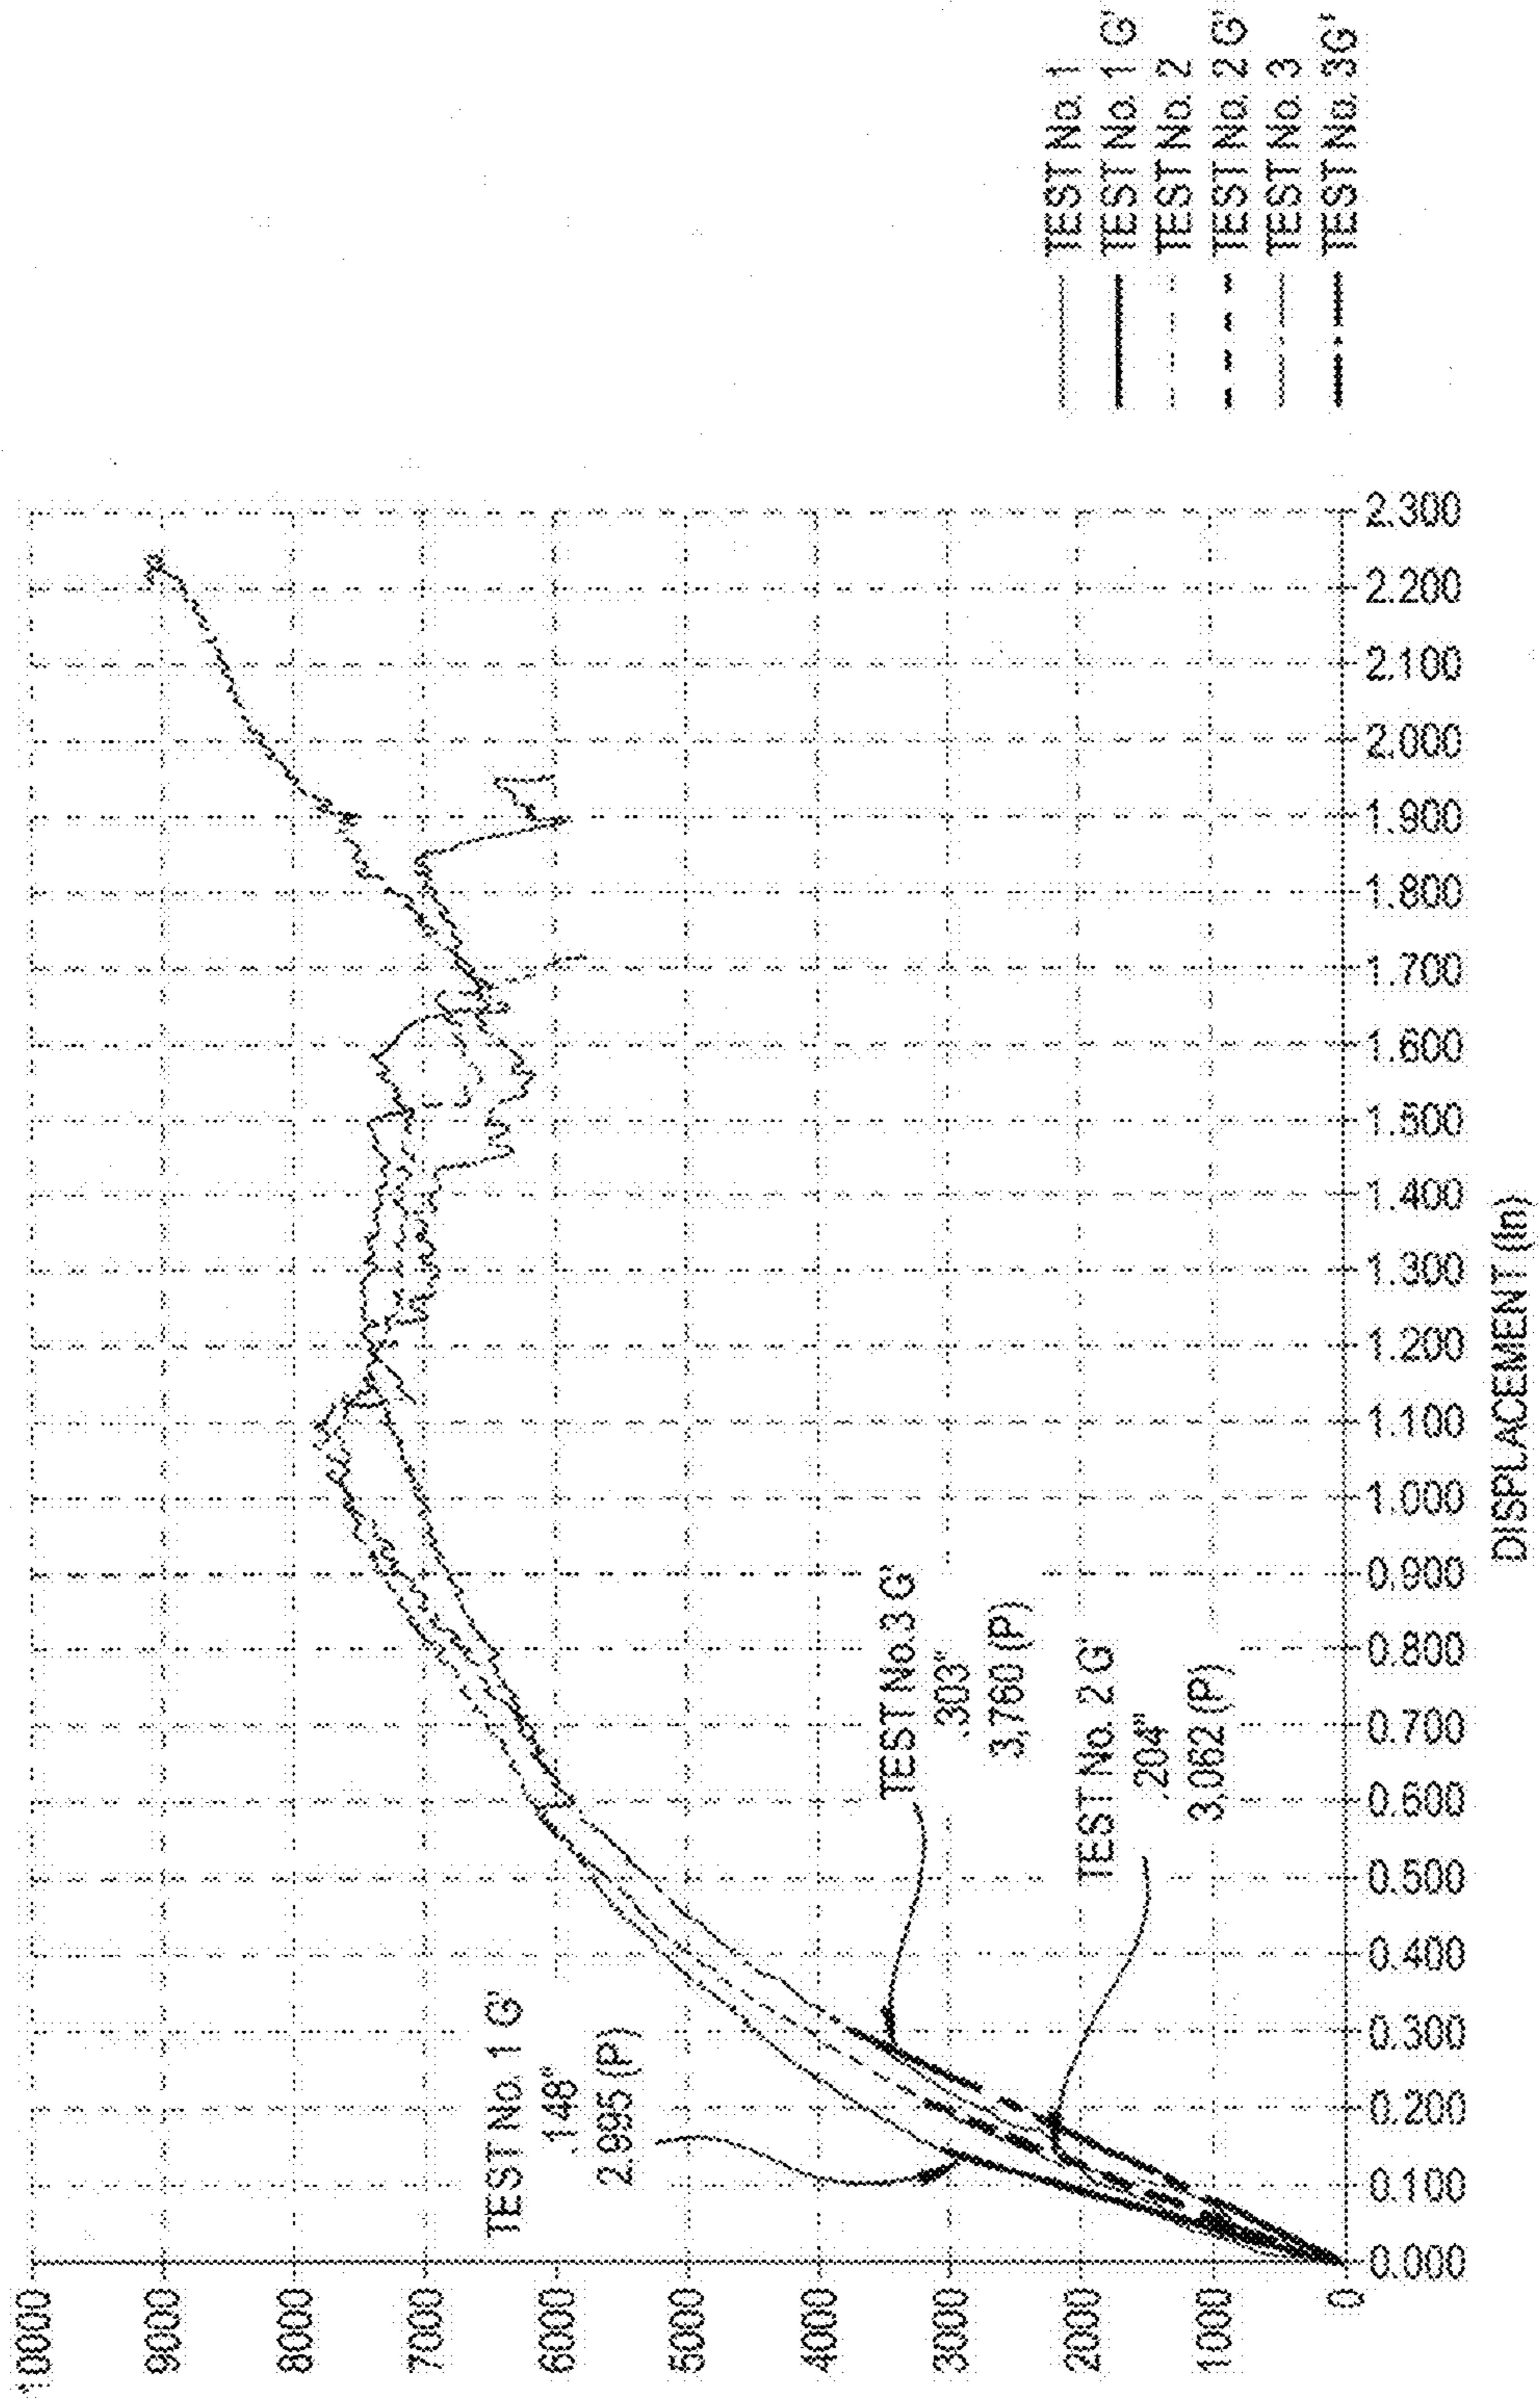 10000
9000
8000
7000
6000
5000
4000
3000
2000
1000
0
TEST No. 1 G'
.148"
2.995 (P)
TEST No.3 G'
.303"
3,760 (P)
TEST No. 2 G'
.204"
3.062 (P)
0.000
0.100
0.200
0.300
0.400
0.500
0.600
0.700
0.800
0.900
1.000
1.100
1.200
1.300
1.400
1.500
1.600
1.700
1.800
1.900
2.000
2.100
2.200
2.300
DISPLACEMENT (in)
TEST No. 1
TEST No. 1 G'
TEST No. 2
TEST No. 2 G'
TEST No. 3
TEST No. 3G'